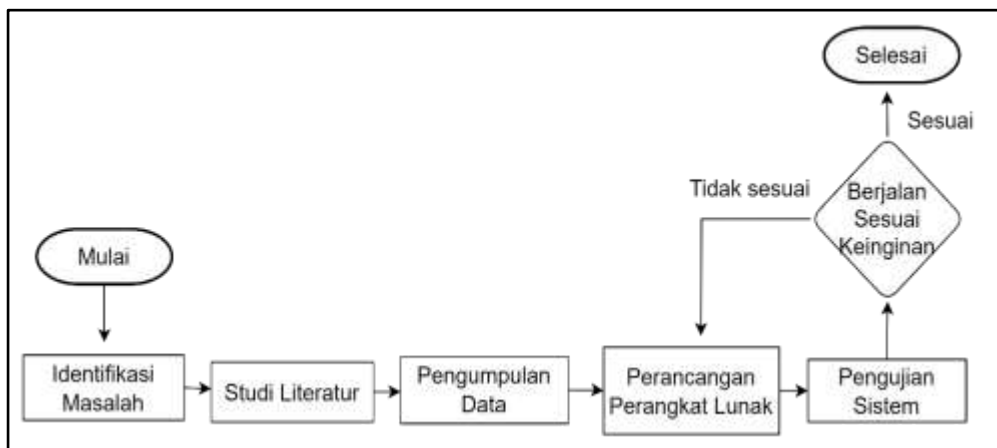 Mulai
Identifikasi
Masalah
Studi Literatur
Pengumpulan
Data
Perancangan
Perangkat Lunak
Pengujian
Sistem
Berjalan
Sesuai
Keinginan
Tidak sesuai
Sesuai
Selesai